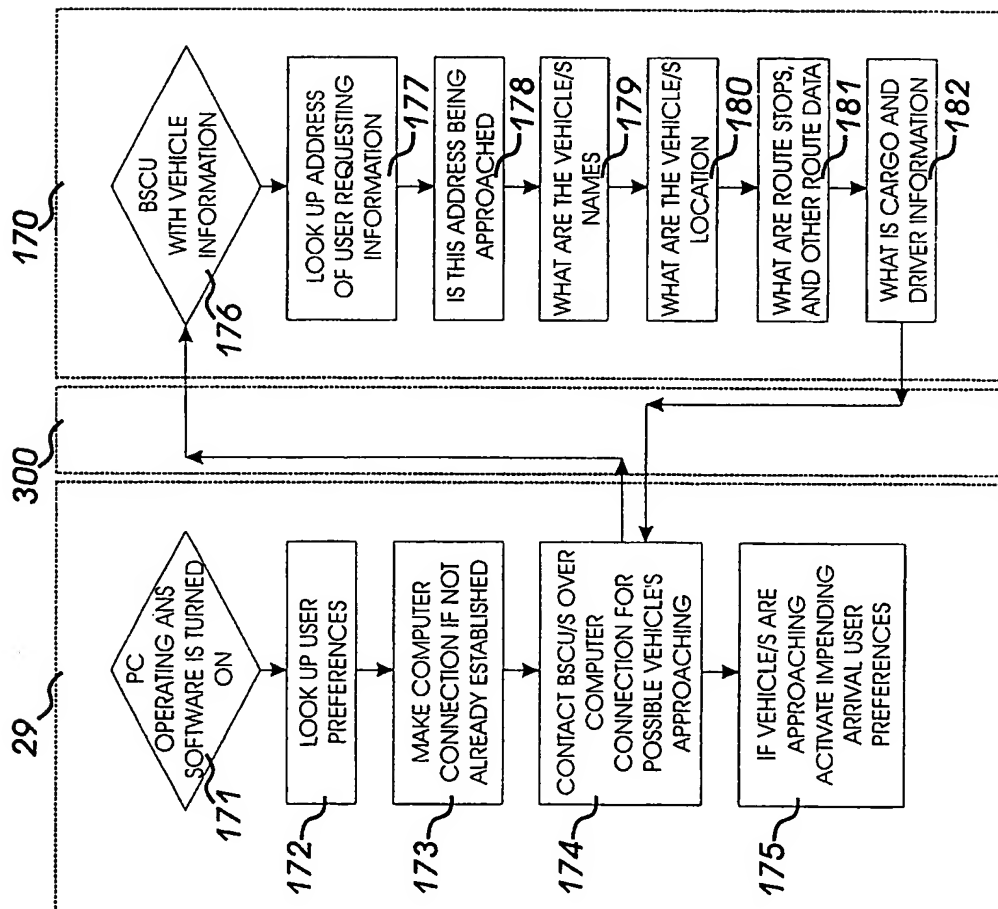 29
300
170
PC
OPERATING ANS
SOFTWARE IS TURNED
ON
171
LOOK UP USER
PREFERENCES
172
MAKE COMPUTER
CONNECTION IF NOT
ALREADY ESTABLISHED
173
CONTACT BSCU/S OVER
COMPUTER
CONNECTION FOR
POSSIBLE VEHICLE'S
APPROACHING
174
IF VEHICLE/S ARE
APPROACHING
ACTIVATE IMPENDING
ARRIVAL USER
PREFERENCES
175
BSCU
WITH VEHICLE
INFORMATION
176
LOOK UP ADDRESS
OF USER REQUESTING
INFORMATION
177
IS THIS ADDRESS BEING
APPROACHED
178
WHAT ARE THE VEHICLE/S
NAMES
179
WHAT ARE THE VEHICLE/S
LOCATION
180
WHAT ARE ROUTE STOPS,
AND OTHER ROUTE DATA
181
WHAT IS CARGO AND
DRIVER INFORMATION
182